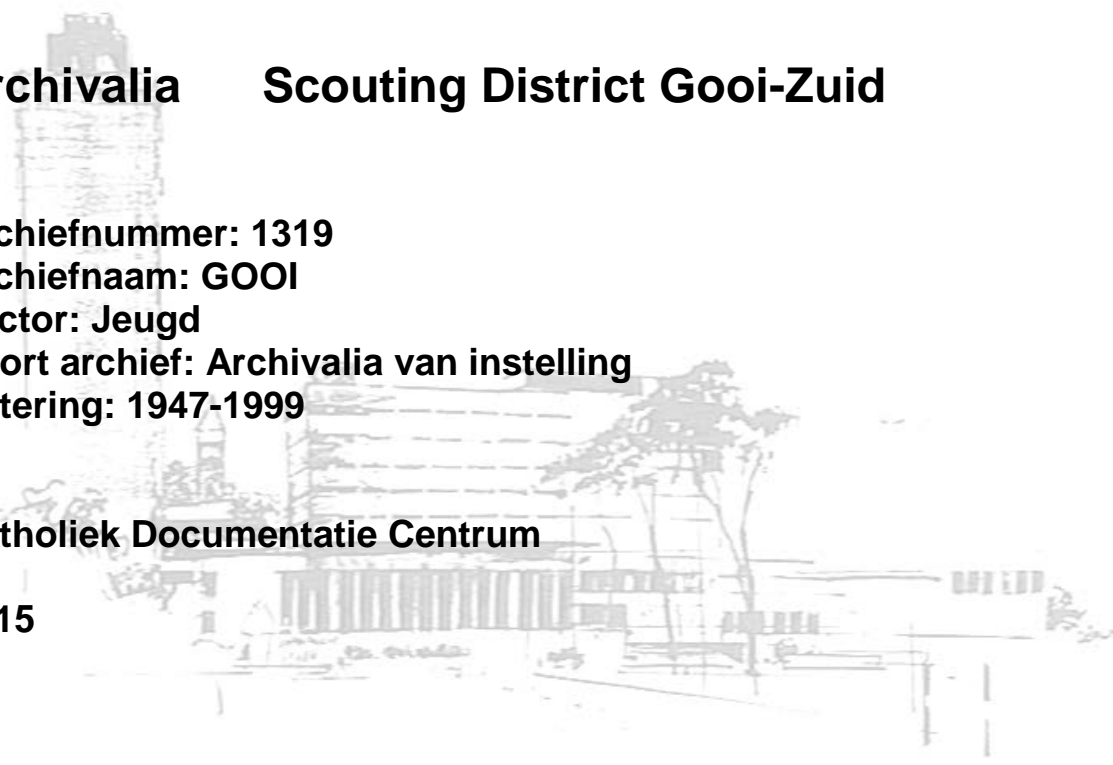 rchivalia Scouting District Gooi-Zuid
chiefnummer: 1319
chiefnaam: GOOI
ctor: Jeugd
ort archief: Archivalia van instelling
tering: 1947-1999
tholiek Documentatie Centrum
15